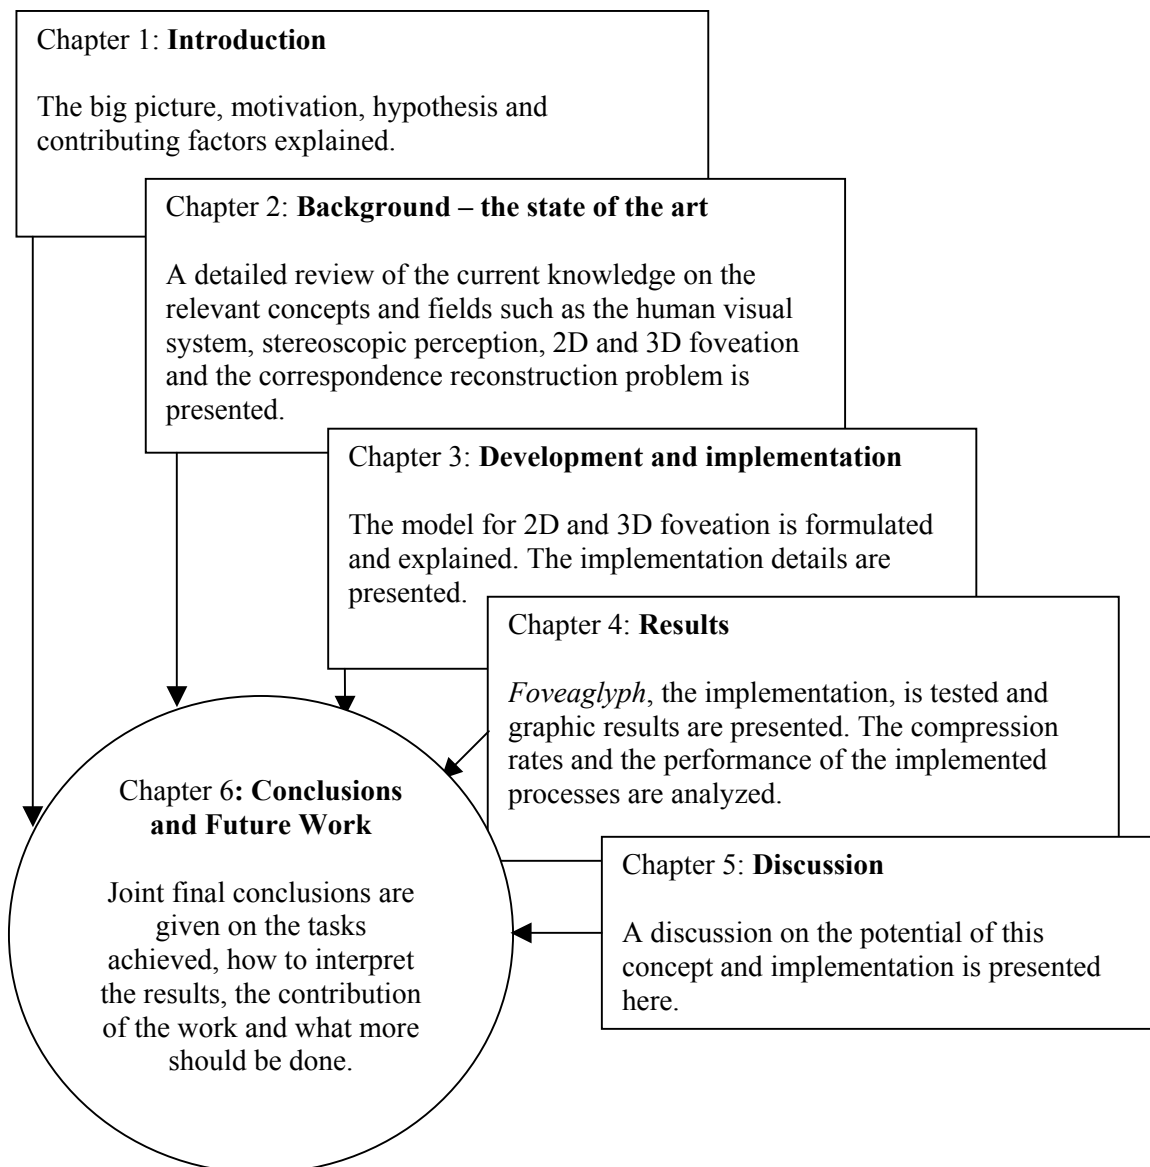 Chapter 1: Introduction
The big picture, motivation, hypothesis and
contributing factors explained.
Chapter 2: Background – the state of the art
A detailed review of the current knowledge on the
relevant concepts and fields such as the human visual
system, stereoscopic perception, 2D and 3D foveation
and the correspondence reconstruction problem is
presented.
Chapter 3: Development and implementation
The model for 2D and 3D foveation is formulated
and explained. The implementation details are
presented.
Chapter 4: Results
Foveaglyph, the implementation, is tested and
graphic results are presented. The compression
rates and the performance of the implemented
processes are analyzed.
Chapter 5: Discussion
A discussion on the potential of this
concept and implementation is presented
here.
Chapter 6: Conclusions
and Future Work
Joint final conclusions are
given on the tasks
achieved, how to interpret
the results, the contribution
of the work and what more
should be done.